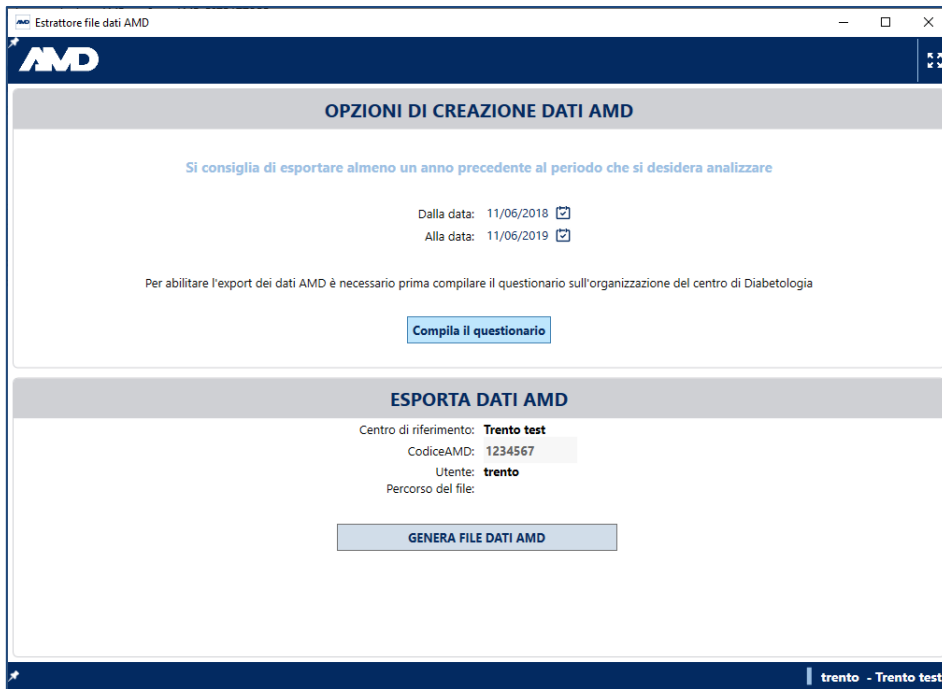 Estrattore file dati AMD
AMD
OPZIONI DI CREAZIONE DATI AMD
Si consiglia di esportare almeno un anno precedente al periodo che si desidera analizzare
Dalla data: 11/06/2018
Alla data: 11/06/2019
Per abilitare l'export dei dati AMD è necessario prima compilare il questionario sull'organizzazione del centro di Diabetologia
Compila il questionario
ESPORTA DATI AMD
Centro di riferimento: Trento test
CodiceAMD: 1234567
Utente: trento
Percorso del file:
GENERA FILE DATI AMD
trento - Trento test